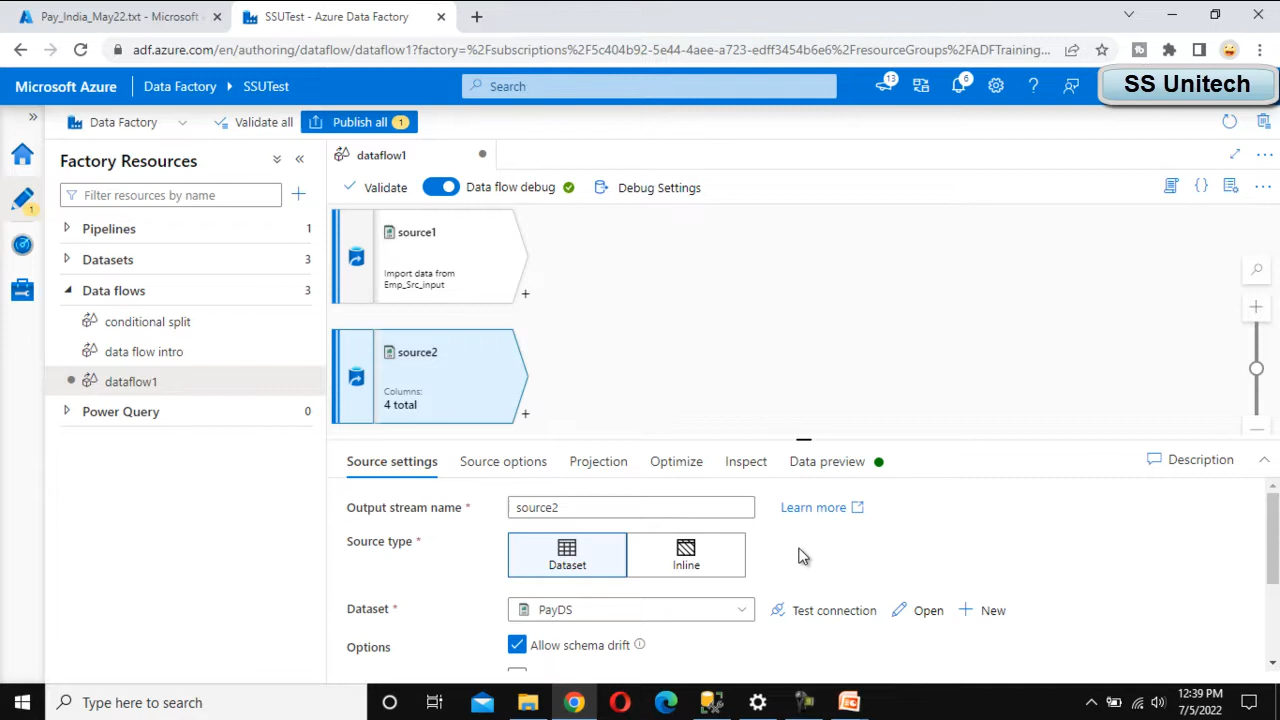 Pay_India_May22.txt - Microsoft
SSUTest - Azure Data Factory
adf.azure.com/en/authoring/dataflow/dataflow1?factory=%2Fsubscriptions%2F5c404b92-5e44-4aee-a723-edff3454b6e6%2FresourceGroups%2FADFTraining...
Microsoft Azure
Data Factory
SSUTest
Search
13
6
SS Unitech
Data Factory
Validate all
Publish all
1
Factory Resources
Filter resources by name
1
Pipelines 1
Datasets 3
Data flows 3
conditional split
data flow intro
dataflow1
Power Query 0
dataflow1
Validate
Data flow debug
Debug Settings
source1
Import data from
Emp_Src_input
source2
Columns:
4 total
Source settings
Source options
Projection
Optimize
Inspect
Data preview
Description
Output stream name *
source2
Learn more
Source type *
Dataset
Inline
Dataset *
PayDS
Test connection
Open
New
Options
Allow schema drift
Type here to search
12:39 PM
7/5/2022